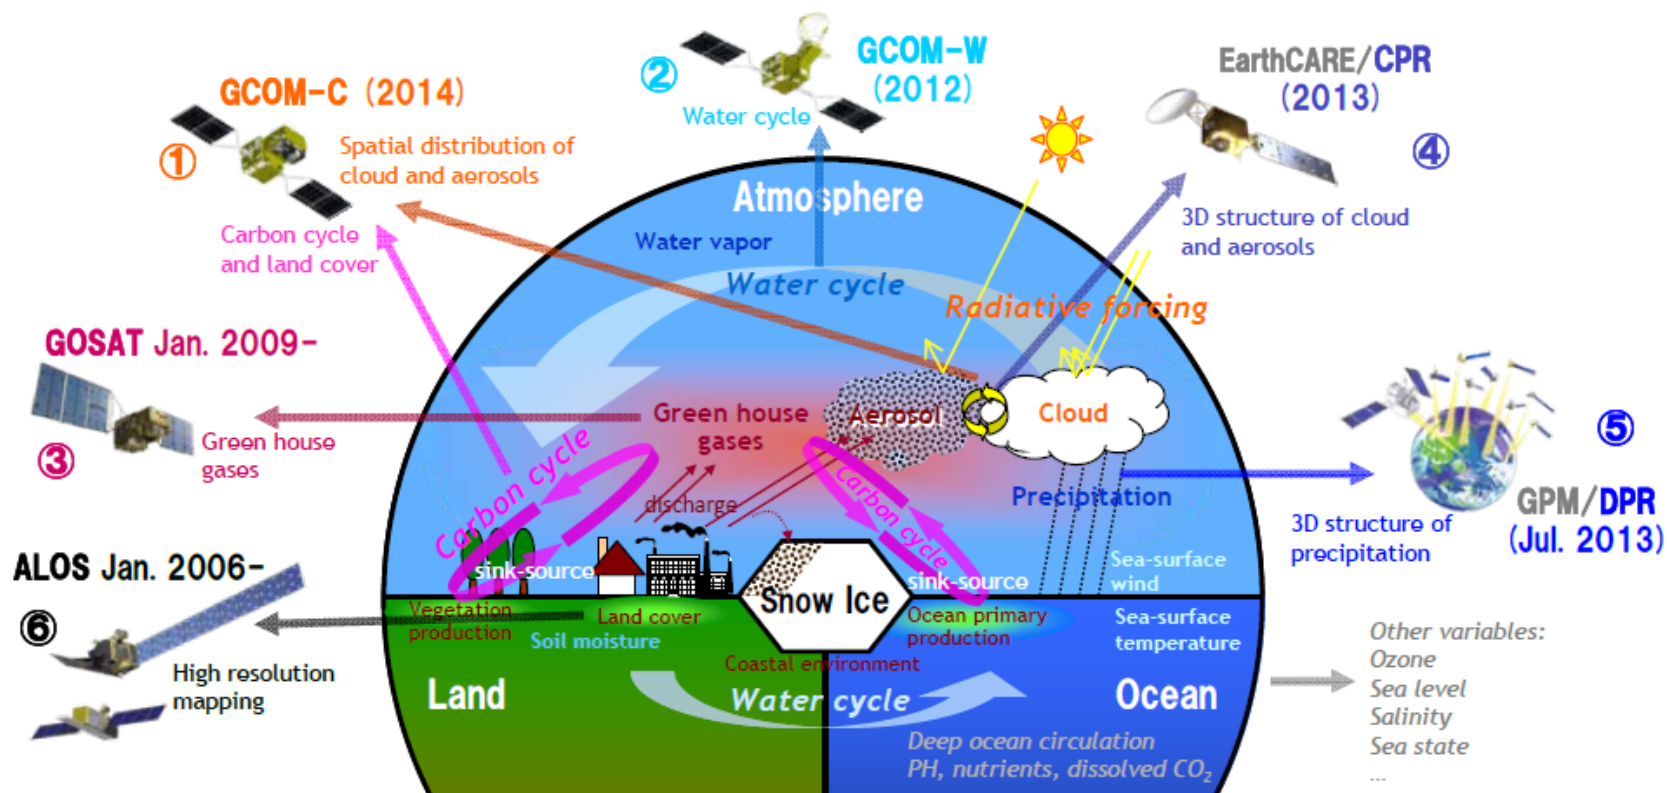 GCOM-C (2014)
①
Spatial distribution of
cloud and aerosols
Carbon cycle
and land cover
②
GCOM-W
(2012)
Water cycle
EarthCARE/CPR
(2013)
④
3D structure of cloud
and aerosols
Atmosphere
Water vapor
Water cycle
Radiative forcing
GOSAT Jan. 2009-
③
Green house
gases
Green house
gases
Aerosol
Cloud
⑤
GPM/DPR
(Jul. 2013)
3D structure of
precipitation
Carbon cycle
discharge
Carbon cycle
Precipitation
ALOS Jan. 2006-
⑥
High resolution
mapping
sink-source
Snow Ice
sink-source
Sea-surface
wind
Vegetation
production
Land cover
Soil moisture
Ocean primary
production
Sea-surface
temperature
Coastal environment
Land
Water cycle
Ocean
Deep ocean circulation
PH, nutrients, dissolved CO₂
Other variables:
Ozone
Sea level
Salinity
Sea state
...